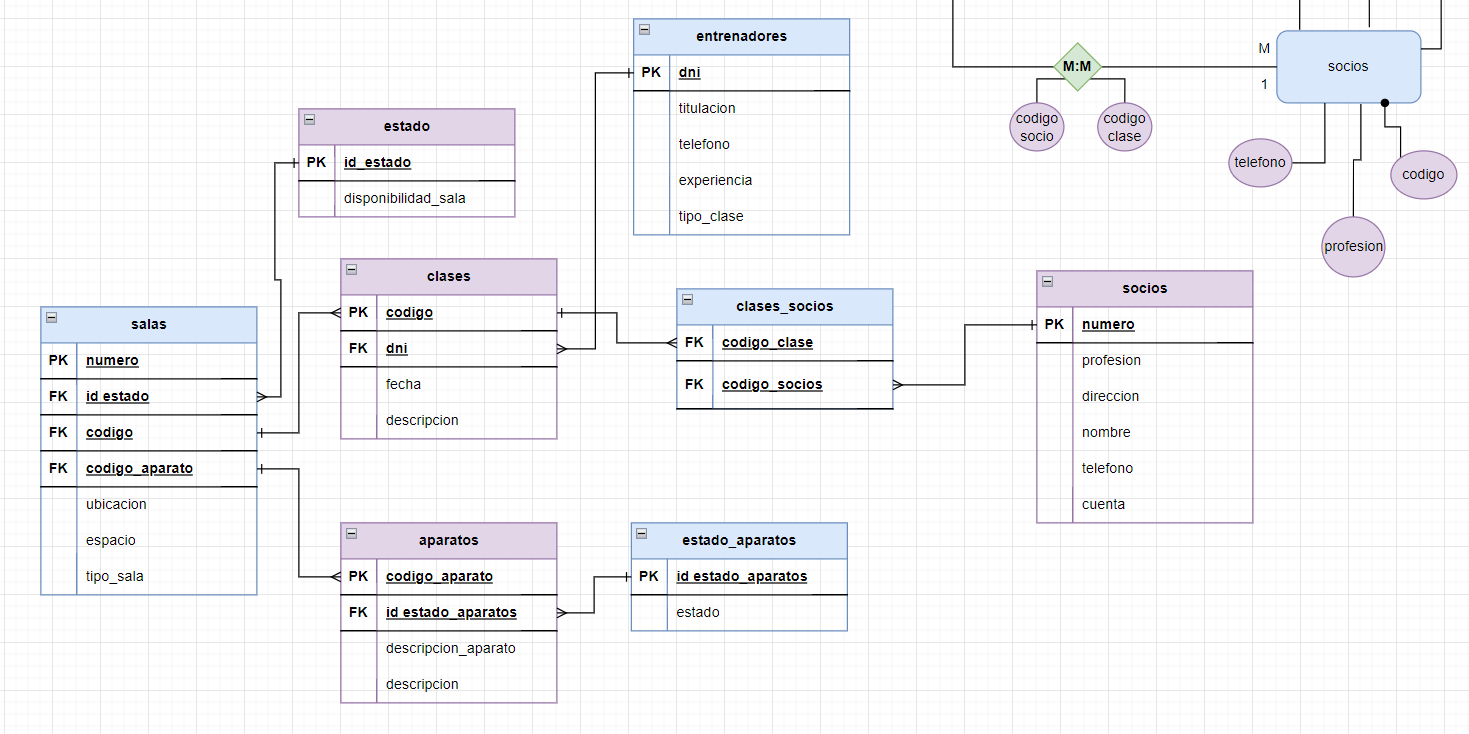 entrenadores
PK dni
titulacion
telefono
experiencia
tipo_clase
M:M
codigo
socio
codigo
clase
M
1
socios
telefono
codigo
profesion
estado
PK id_estado
disponibilidad_sala
clases
PK codigo
FK dni
fecha
descripcion
clases_socios
FK codigo_clase
FK codigo_socios
socios
PK numero
profesion
direccion
nombre
telefono
cuenta
salas
PK numero
FK id estado
FK codigo
FK codigo_aparato
ubicacion
espacio
tipo_sala
aparatos
PK codigo_aparato
FK id estado_aparatos
descripcion_aparato
descripcion
estado_aparatos
PK id estado_aparatos
estado